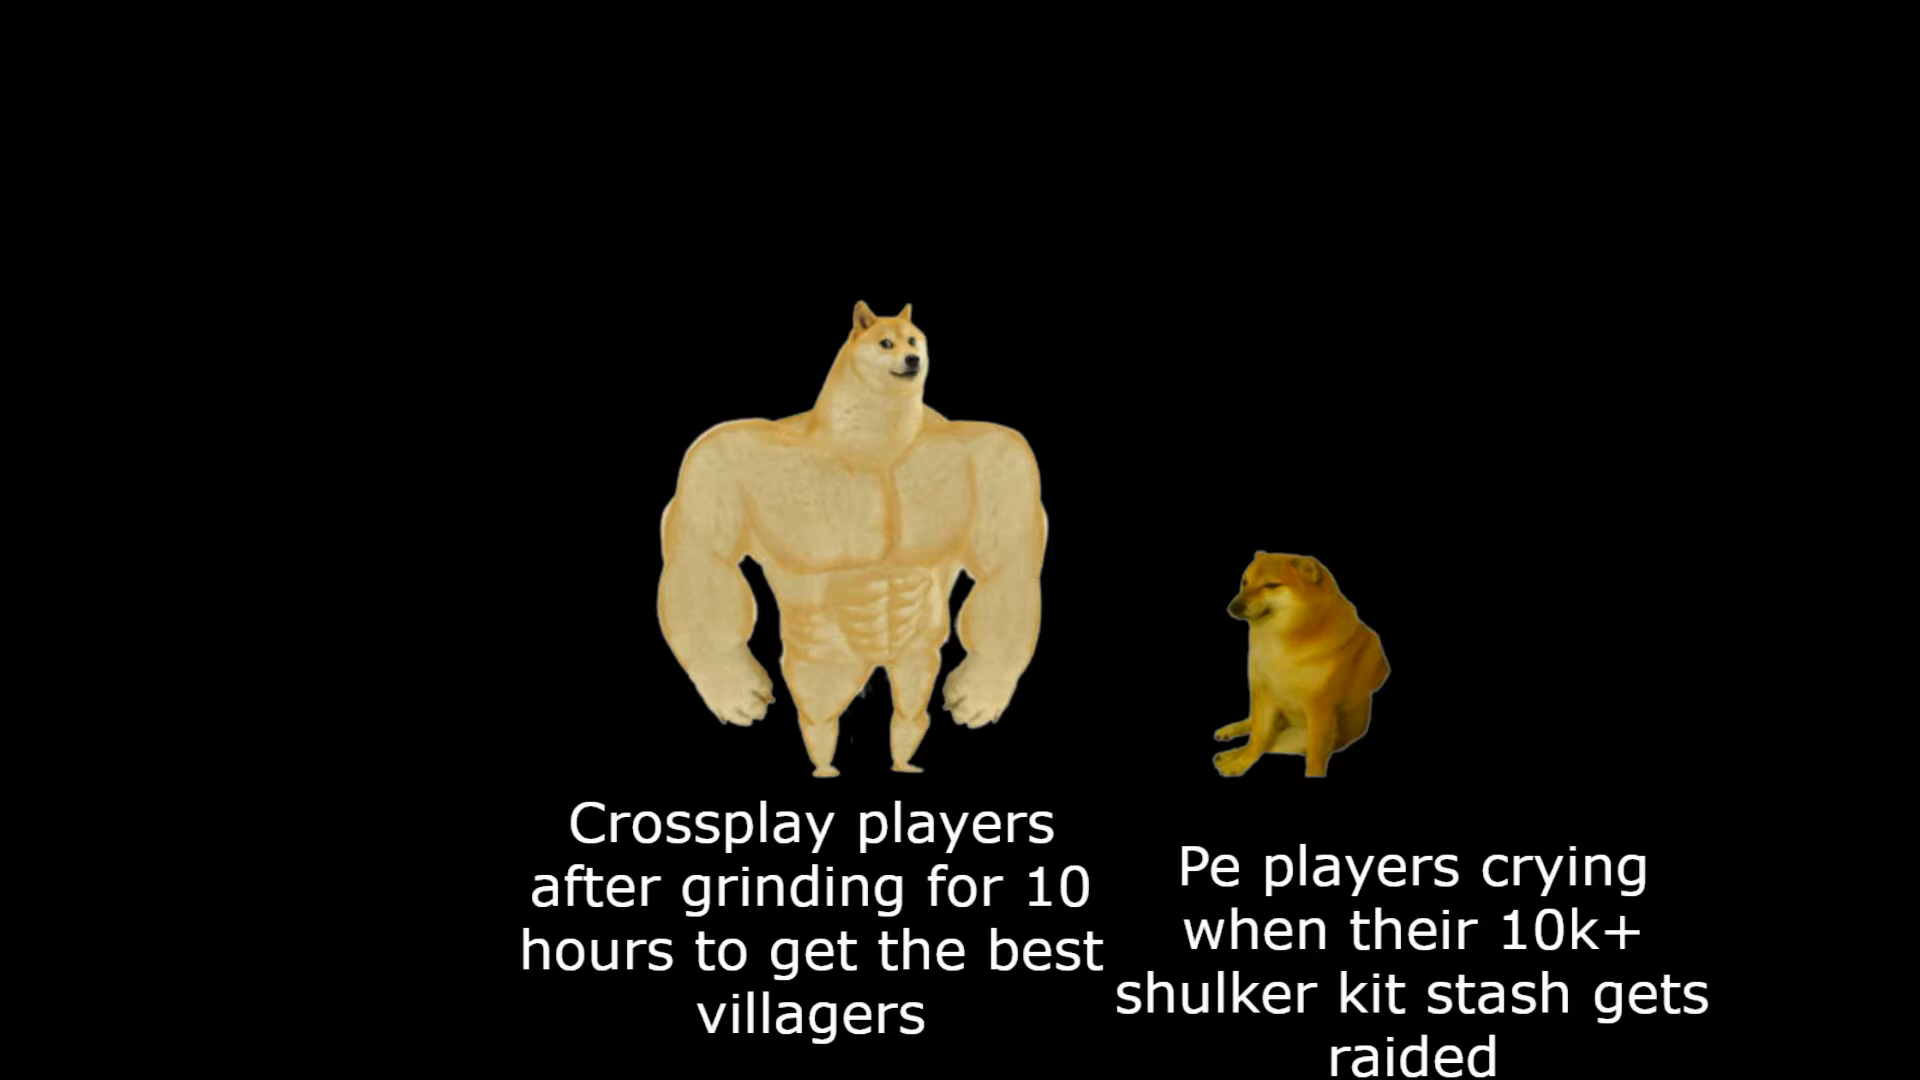 Crossplay players
after grinding for 10
hours to get the best
villagers
Pe players crying
when their 10k+
shulker kit stash gets
raided